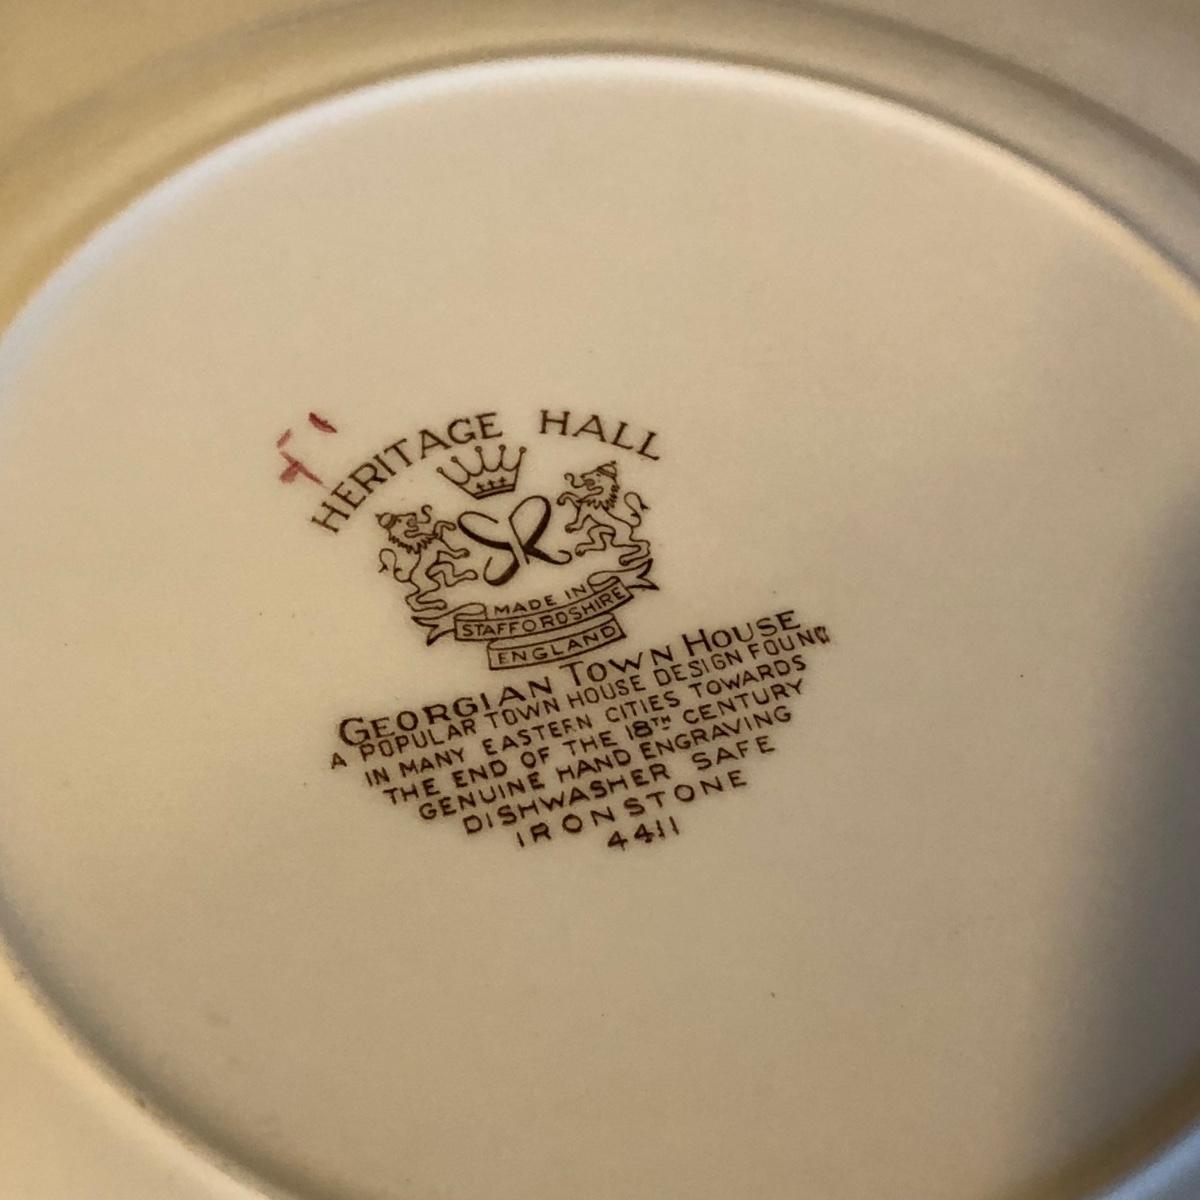 HERITAGE HALL
SR
MADE IN
STAFFORDSHIRE
ENGLAND
GEORGIAN TOWN HOUSE
A POPULAR TOWN HOUSE DESIGN FOUND
IN MANY EASTERN CITIES TOWARDS
THE END OF THE 18TH CENTURY
GENUINE HAND ENGRAVING
DISHWASHER SAFE
IRONSTONE
4411